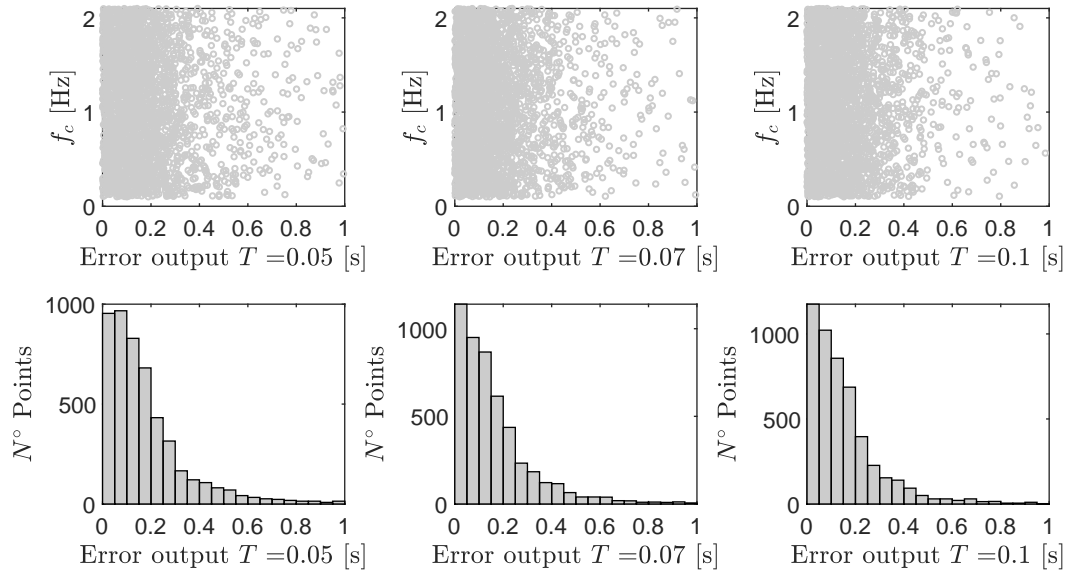 2
1
0
f_c [Hz]
0 0.2 0.4 0.6 0.8 1
Error output T =0.05 [s]
2
1
0
f_c [Hz]
0 0.2 0.4 0.6 0.8 1
Error output T =0.07 [s]
2
1
0
f_c [Hz]
0 0.2 0.4 0.6 0.8 1
Error output T =0.1 [s]
1000
500
0
N° Points
0 0.2 0.4 0.6 0.8 1
Error output T =0.05 [s]
1000
500
0
N° Points
0 0.2 0.4 0.6 0.8 1
Error output T =0.07 [s]
1000
500
0
N° Points
0 0.2 0.4 0.6 0.8 1
Error output T =0.1 [s]